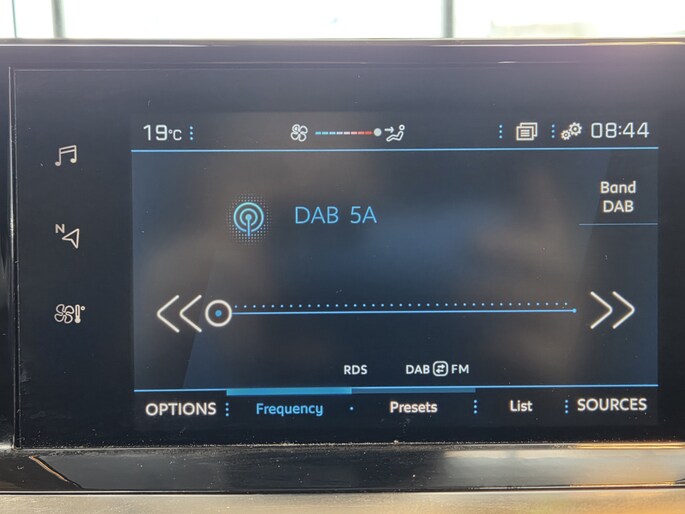 19°C
08:44
Band
DAB
N
DAB 5A
RDS
DAB FM
OPTIONS Frequency Presets List SOURCES